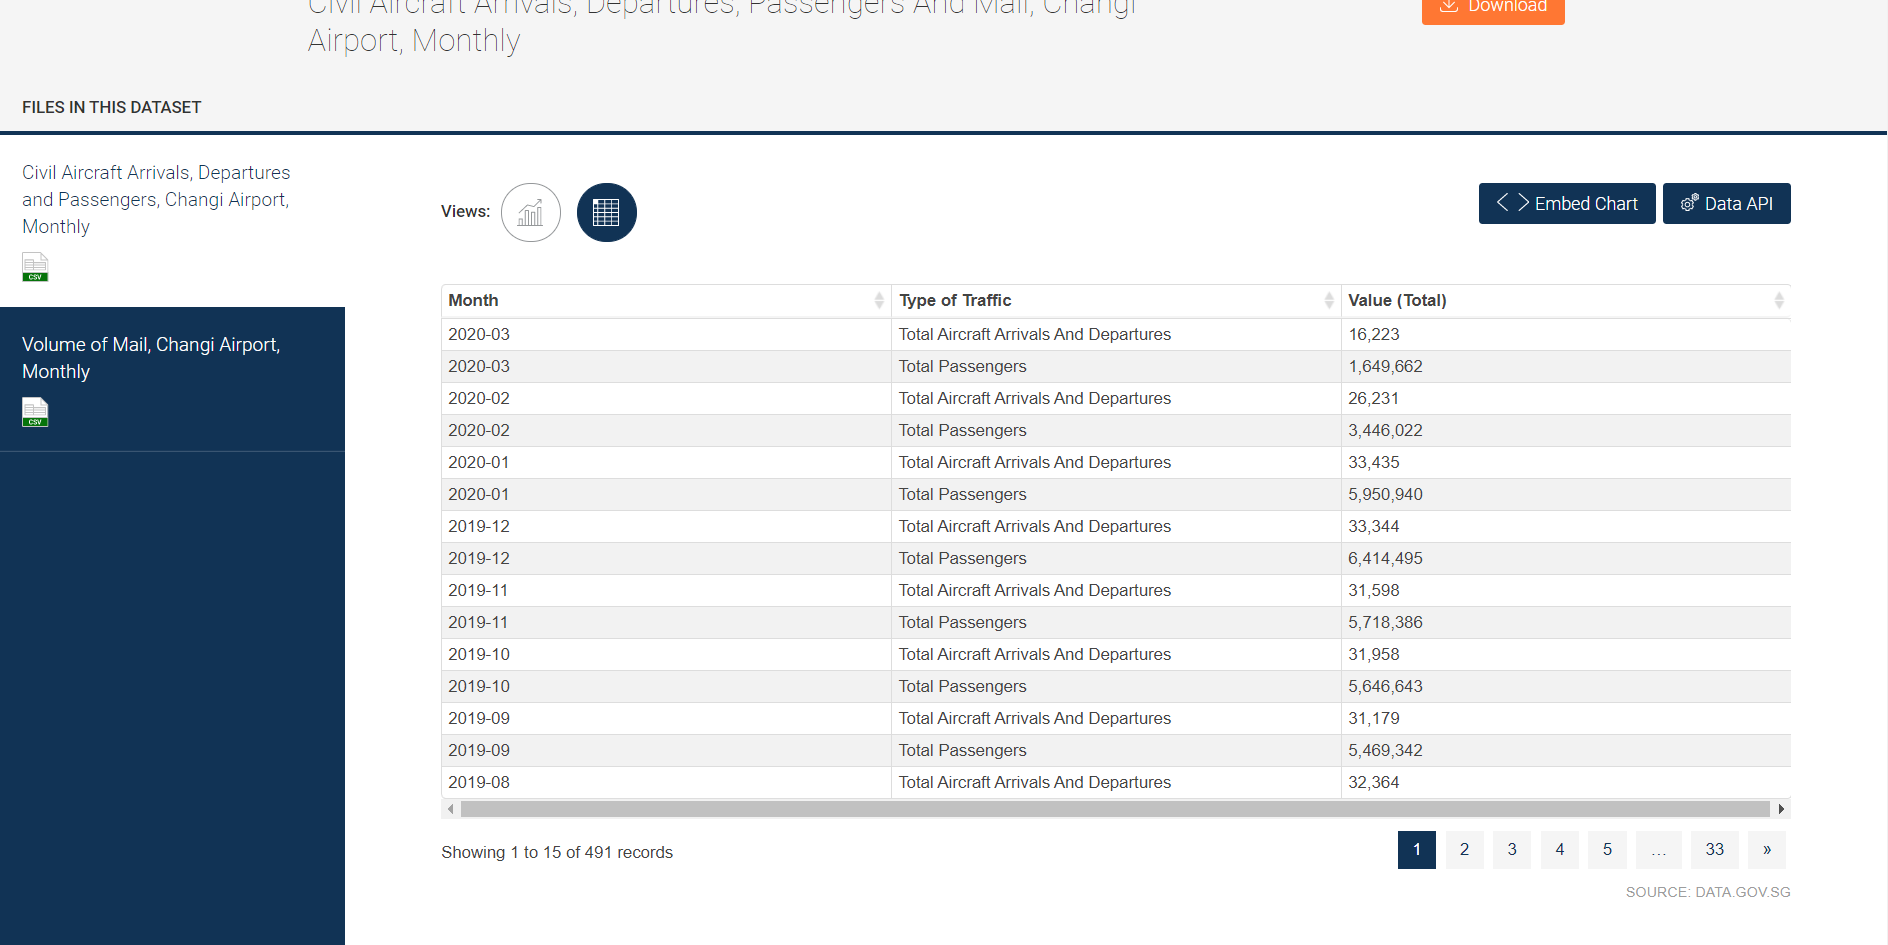 Civil Aircraft Arrivals, Departures, Passengers And Mail, Changi
Airport, Monthly
Download
FILES IN THIS DATASET
Civil Aircraft Arrivals, Departures
and Passengers, Changi Airport,
Monthly
CSV
Volume of Mail, Changi Airport,
Monthly
CSV
Views:
< > Embed Chart
Data API
Month Type of Traffic Value (Total)
2020-03 Total Aircraft Arrivals And Departures 16,223
2020-03 Total Passengers 1,649,662
2020-02 Total Aircraft Arrivals And Departures 26,231
2020-02 Total Passengers 3,446,022
2020-01 Total Aircraft Arrivals And Departures 33,435
2020-01 Total Passengers 5,950,940
2019-12 Total Aircraft Arrivals And Departures 33,344
2019-12 Total Passengers 6,414,495
2019-11 Total Aircraft Arrivals And Departures 31,598
2019-11 Total Passengers 5,718,386
2019-10 Total Aircraft Arrivals And Departures 31,958
2019-10 Total Passengers 5,646,643
2019-09 Total Aircraft Arrivals And Departures 31,179
2019-09 Total Passengers 5,469,342
2019-08 Total Aircraft Arrivals And Departures 32,364
Showing 1 to 15 of 491 records
1 2 3 4 5 ... 33 »
SOURCE: DATA.GOV.SG